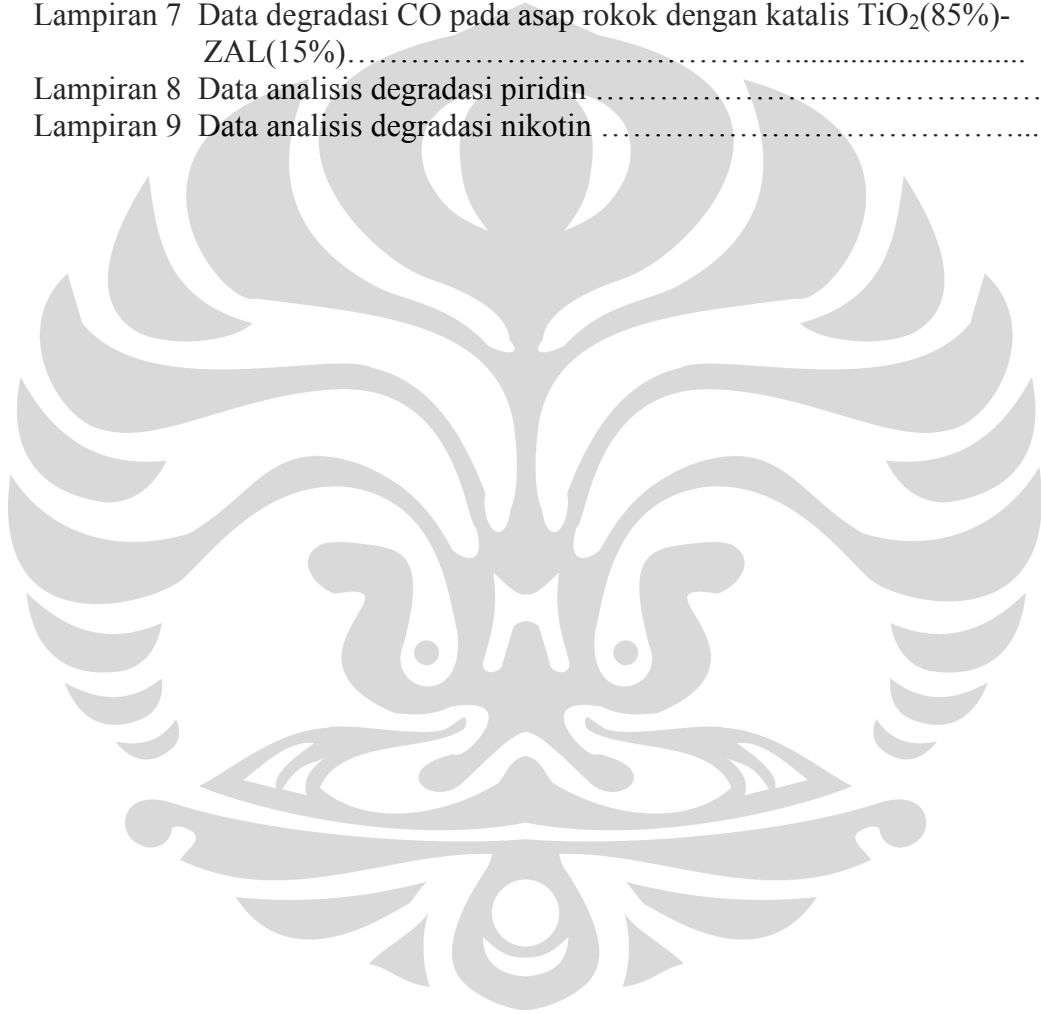 Lampiran 7 Data degradasi CO pada asap rokok dengan katalis TiO₂(85%)-
ZAL(15%)……………………………………….............................
Lampiran 8 Data analisis degradasi piridin ……………………………………
Lampiran 9 Data analisis degradasi nikotin …………………………………...